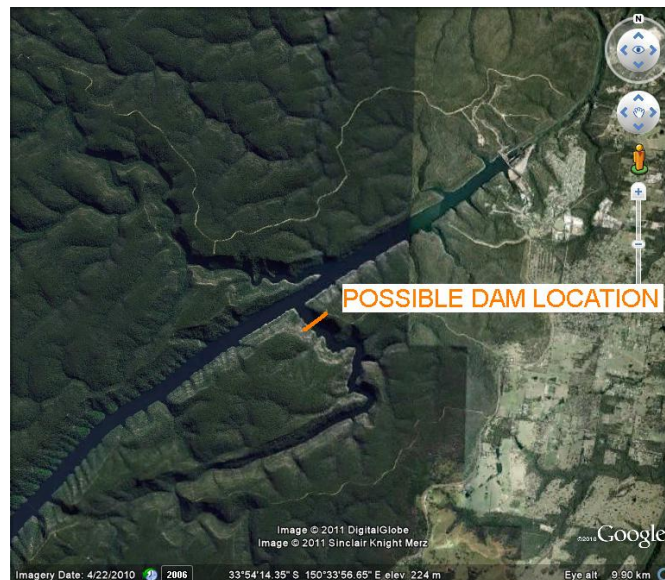 N
POSSIBLE DAM LOCATION
Image © 2011 DigitalGlobe
Image © 2011 Sinclair Knight Merz
©2010 Google
Imagery Date: 4/22/2010 2006 33°54'14.35" S 150°33'56.65" E elev 224 m Eye alt 9.90 km